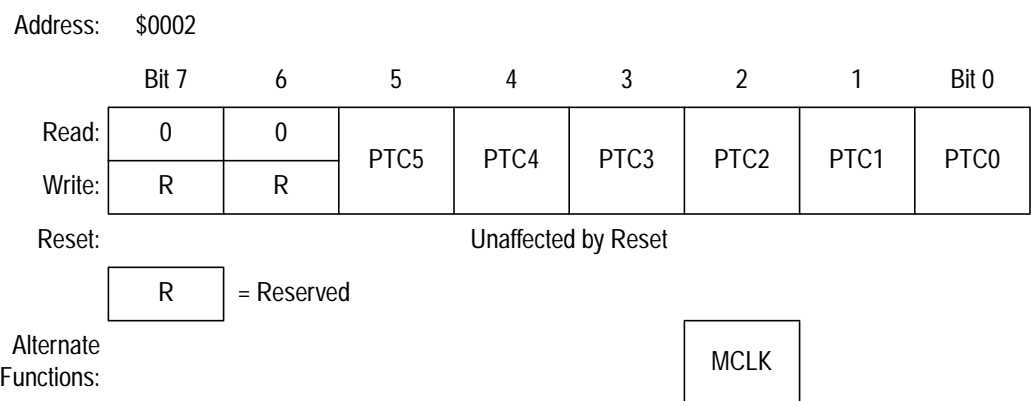 Address: $0002
Bit 7 6 5 4 3 2 1 Bit 0
Read: 0 0
PTC5 PTC4 PTC3 PTC2 PTC1 PTC0
Write: R R
Reset: Unaffected by Reset
R = Reserved
Alternate
MCLK
Functions: